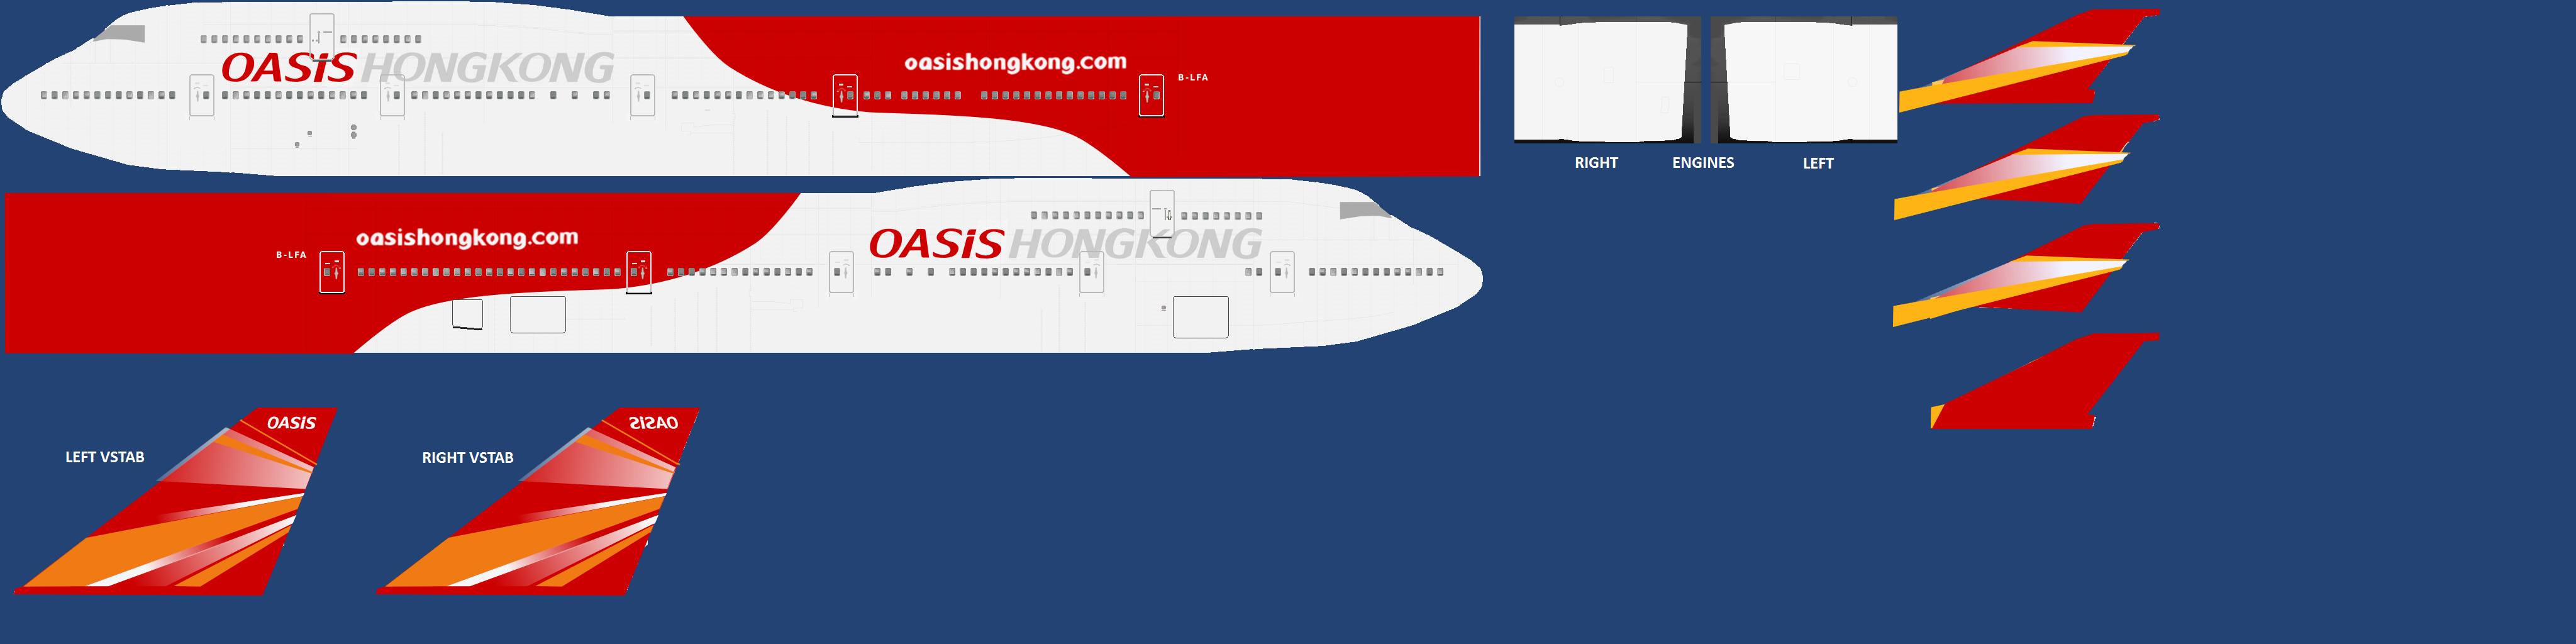 OASiS HONGKONG
oasishongkong.com
B-LFA
RIGHT ENGINES LEFT
oasishongkong.com
B-LFA
OASiS HONGKONG
OASIS
LEFT VSTAB
OASIS
RIGHT VSTAB